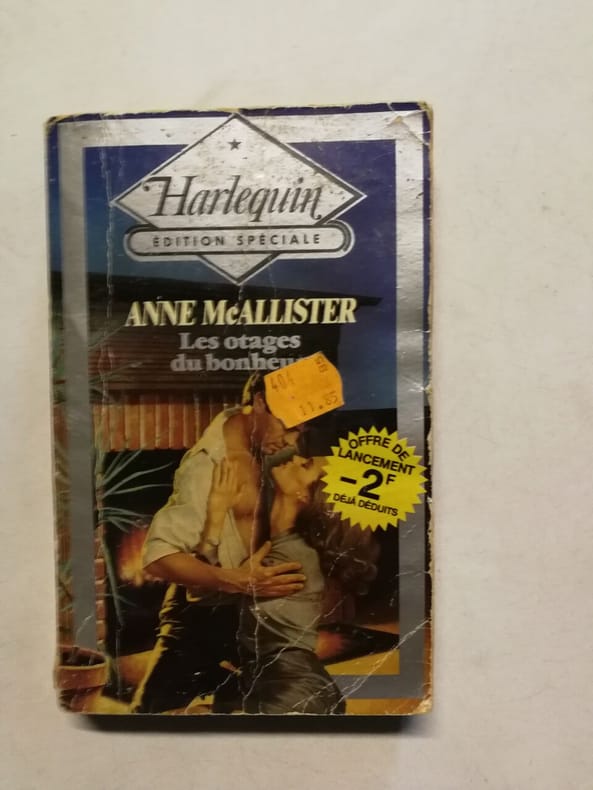 Harlequin
ÉDITION SPÉCIALE
ANNE McALLISTER
Les otages
du bonheu
404
11.85
OFFRE DE
LANCEMENT
-2F
DÉJÀ DÉDUITS